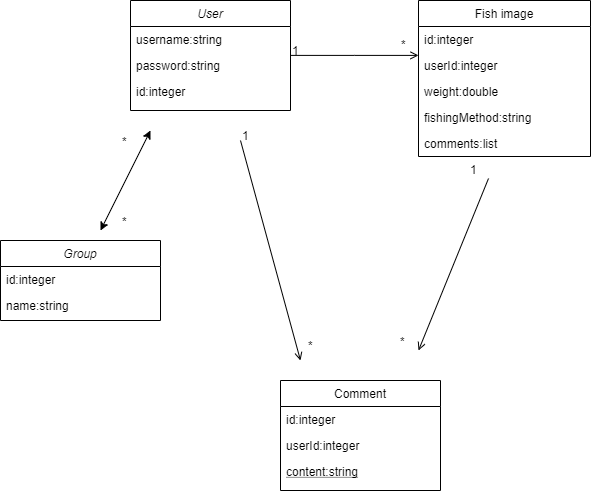 User
username:string
password:string
id:integer
1
*
Fish image
id:integer
userId:integer
weight:double
fishingMethod:string
comments:list
*
*
1
1
Group
id:integer
name:string
*
*
Comment
id:integer
userId:integer
content:string